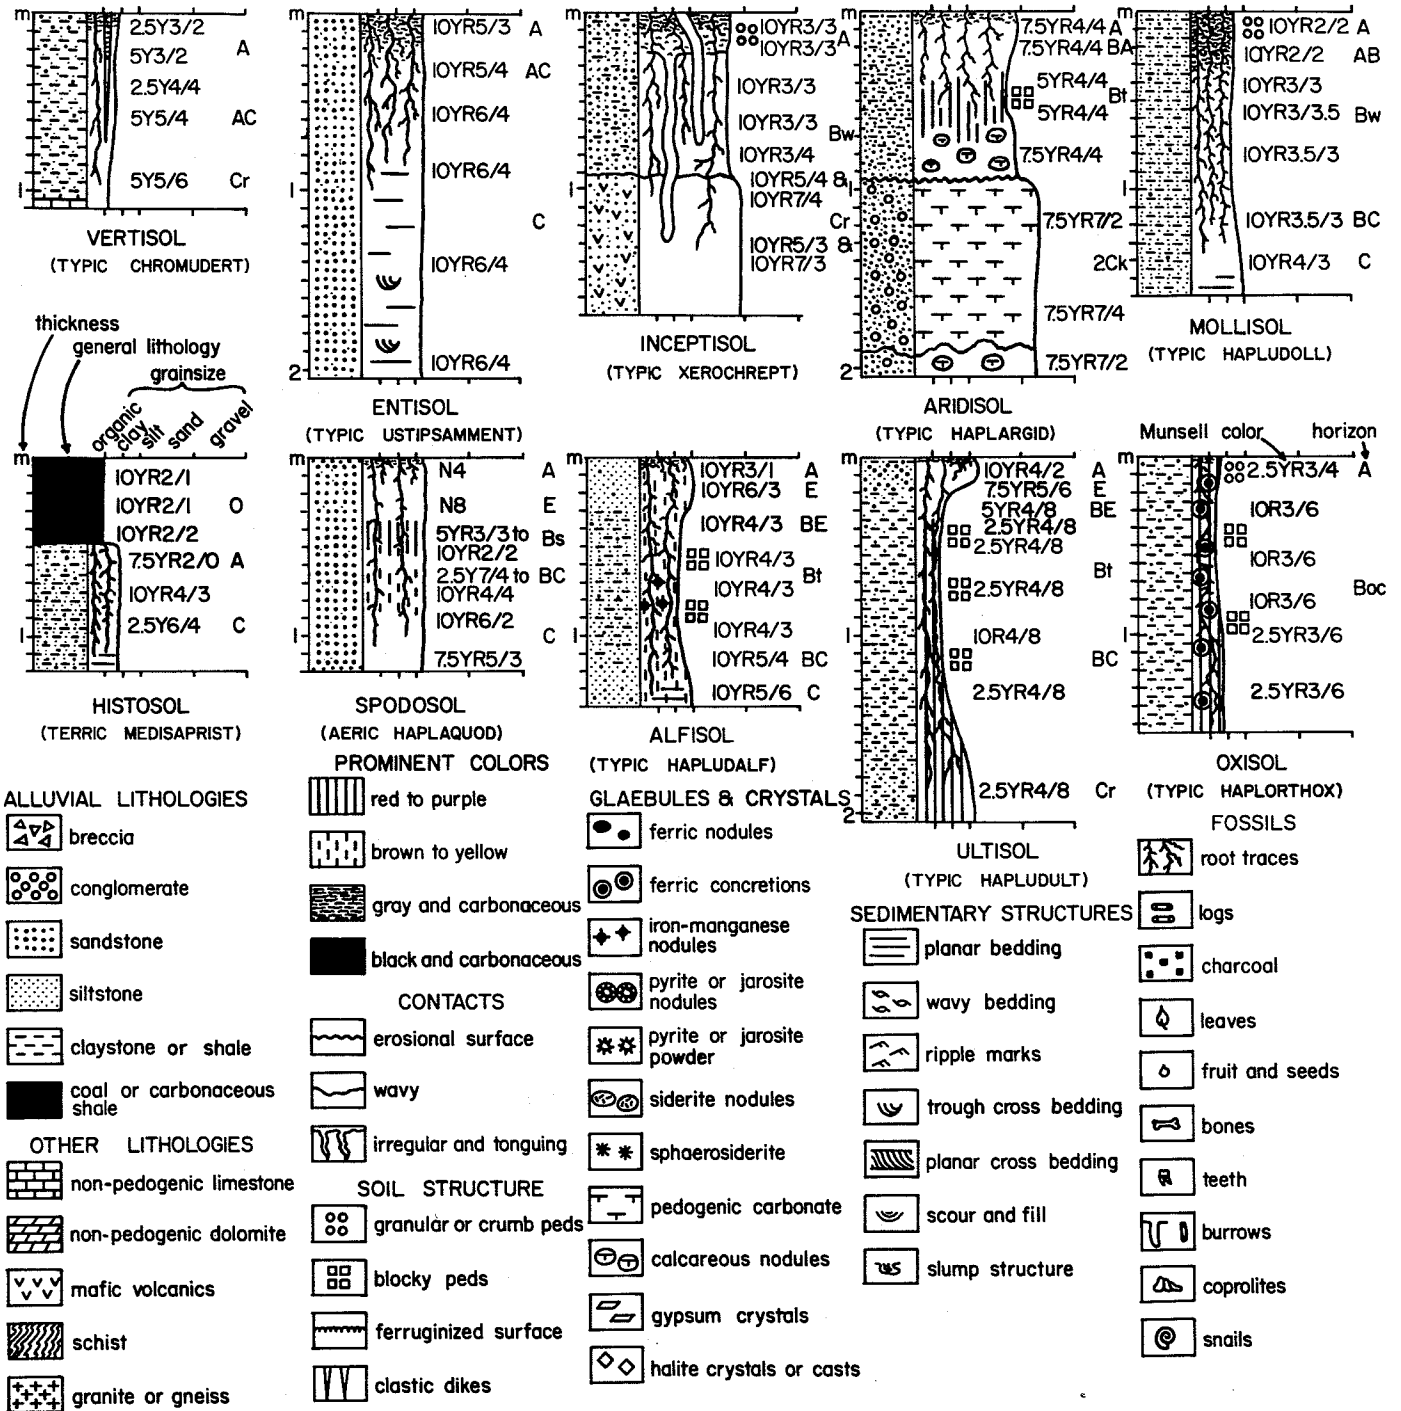 m
2.5Y3/2
5Y3/2
A
2.5Y4/4
5Y5/4
AC
5Y5/6
Cr
1
VERTISOL
(TYPIC CHROMUDERT)
m
10YR5/3 A
10YR5/4 AC
10YR6/4
10YR6/4
1
C
10YR6/4
10YR6/4
2
ENTISOL
(TYPIC USTIPSAMMENT)
m
10YR3/3
10YR3/3 A
10YR3/3
10YR3/3
Bw
10YR3/4
1
10YR5/4 &
10YR7/4
Cr
10YR5/3 &
10YR7/3
INCEPTISOL
(TYPIC XEROCHREPT)
m
7.5YR4/4 A
7.5YR4/4 BA
5YR4/4
Bt
5YR4/4
7.5YR4/4
1
7.5YR7/2
2Ck
7.5YR7/4
7.5YR7/2
2
ARIDISOL
(TYPIC HAPLARGID)
m
10YR2/2 A
10YR2/2 AB
10YR3/3
10YR3/3.5 Bw
10YR3.5/3
1
10YR3.5/3 BC
10YR4/3 C
MOLLISOL
(TYPIC HAPLUDOLL)
thickness
general lithology
grainsize
organic
clay
silt
sand
gravel
m
10YR2/1
10YR2/1 O
10YR2/2
7.5YR2/0 A
10YR4/3
2.5Y6/4 C
1
HISTOSOL
(TERRIC MEDISAPRIST)
m
N4 A
N8 E
5YR3/3 to
10YR2/2
Bs
2.5Y7/4 to BC
10YR4/4
10YR6/2
C
1
7.5YR5/3
SPODOSOL
(AERIC HAPLAQUOD)
m
10YR3/1 A
10YR6/3 E
10YR4/3 BE
10YR4/3
Bt
10YR4/3
10YR4/3
1
10YR5/4 BC
10YR5/6 C
ALFISOL
(TYPIC HAPLUDALF)
m
10YR4/2 A
7.5YR5/6 E
5YR4/8 BE
2.5YR4/8
2.5YR4/8
Bt
2.5YR4/8
1
10R4/8
BC
2.5YR4/8
2.5YR4/8 Cr
2
ULTISOL
(TYPIC HAPLUDULT)
Munsell color
horizon
m
2.5YR3/4 A
10R3/6
10R3/6
Boc
10R3/6
1
2.5YR3/6
2.5YR3/6
OXISOL
(TYPIC HAPLORTHOX)
ALLUVIAL LITHOLOGIES
breccia
conglomerate
sandstone
siltstone
claystone or shale
coal or carbonaceous
shale
OTHER LITHOLOGIES
non-pedogenic limestone
non-pedogenic dolomite
mafic volcanics
schist
granite or gneiss
PROMINENT COLORS
red to purple
brown to yellow
gray and carbonaceous
black and carbonaceous
CONTACTS
erosional surface
wavy
irregular and tonguing
SOIL STRUCTURE
granular or crumb peds
blocky peds
ferruginized surface
clastic dikes
GLAEBULES & CRYSTALS
ferric nodules
ferric concretions
iron-manganese
nodules
pyrite or jarosite
nodules
pyrite or jarosite
powder
siderite nodules
sphaerosiderite
pedogenic carbonate
calcareous nodules
gypsum crystals
halite crystals or casts
SEDIMENTARY STRUCTURES
planar bedding
wavy bedding
ripple marks
trough cross bedding
planar cross bedding
scour and fill
slump structure
FOSSILS
root traces
logs
charcoal
leaves
fruit and seeds
bones
teeth
burrows
coprolites
snails